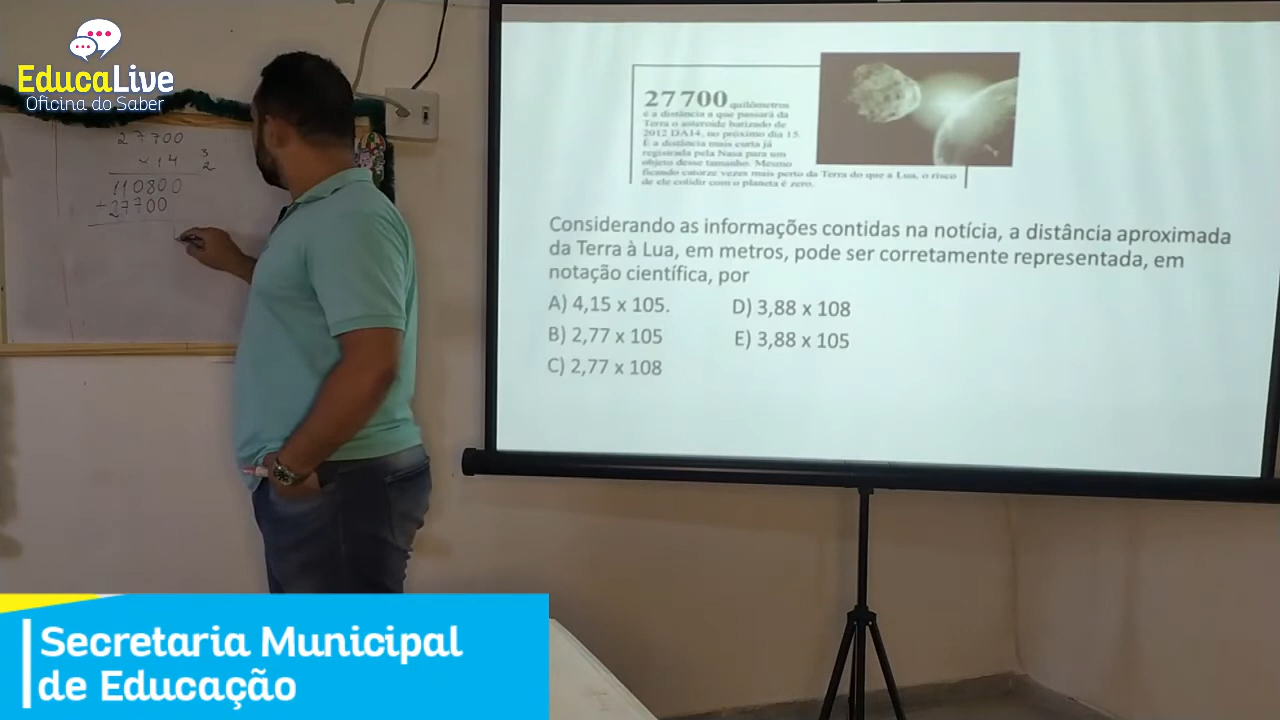 EducaLive
Oficina do Saber
27700
x 14
3
2
110800
+27700
27 700 quilômetros
é a distância a que passará da
Terra o asteroide batizado de
2012 DA14, no próximo dia 15.
É a distância mais curta já
registrada pela Nasa para um
objeto desse tamanho. Mesmo
ficando catorze vezes mais perto da Terra do que a Lua, o risco
de ele colidir com o planeta é zero.
Considerando as informações contidas na notícia, a distância aproximada
da Terra à Lua, em metros, pode ser corretamente representada, em
notação científica, por
A) 4,15 x 105.
D) 3,88 x 108
B) 2,77 x 105
E) 3,88 x 105
C) 2,77 x 108
Secretaria Municipal
de Educação